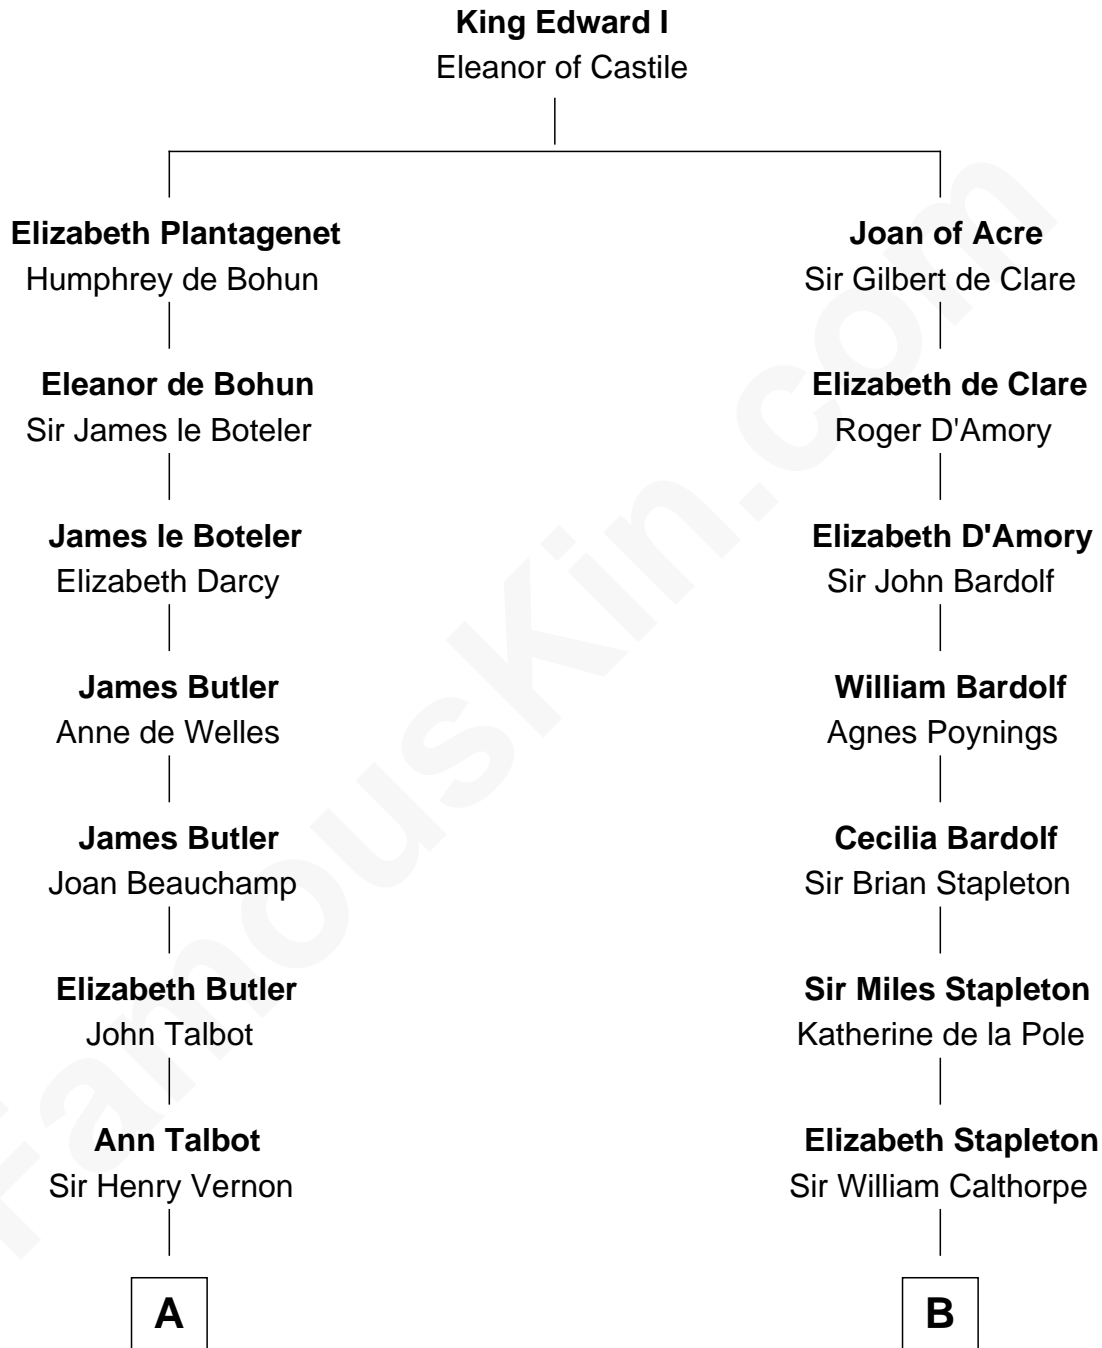 King Edward I
Eleanor of Castile
Elizabeth Plantagenet
Humphrey de Bohun
Joan of Acre
Sir Gilbert de Clare
Eleanor de Bohun
Sir James le Boteler
Elizabeth de Clare
Roger D'Amory
James le Boteler
Elizabeth Darcy
Elizabeth D'Amory
Sir John Bardolf
James Butler
Anne de Welles
William Bardolf
Agnes Poynings
James Butler
Joan Beauchamp
Cecilia Bardolf
Sir Brian Stapleton
Elizabeth Butler
John Talbot
Sir Miles Stapleton
Katherine de la Pole
Ann Talbot
Sir Henry Vernon
Elizabeth Stapleton
Sir William Calthorpe
A
B
FamousKin.com